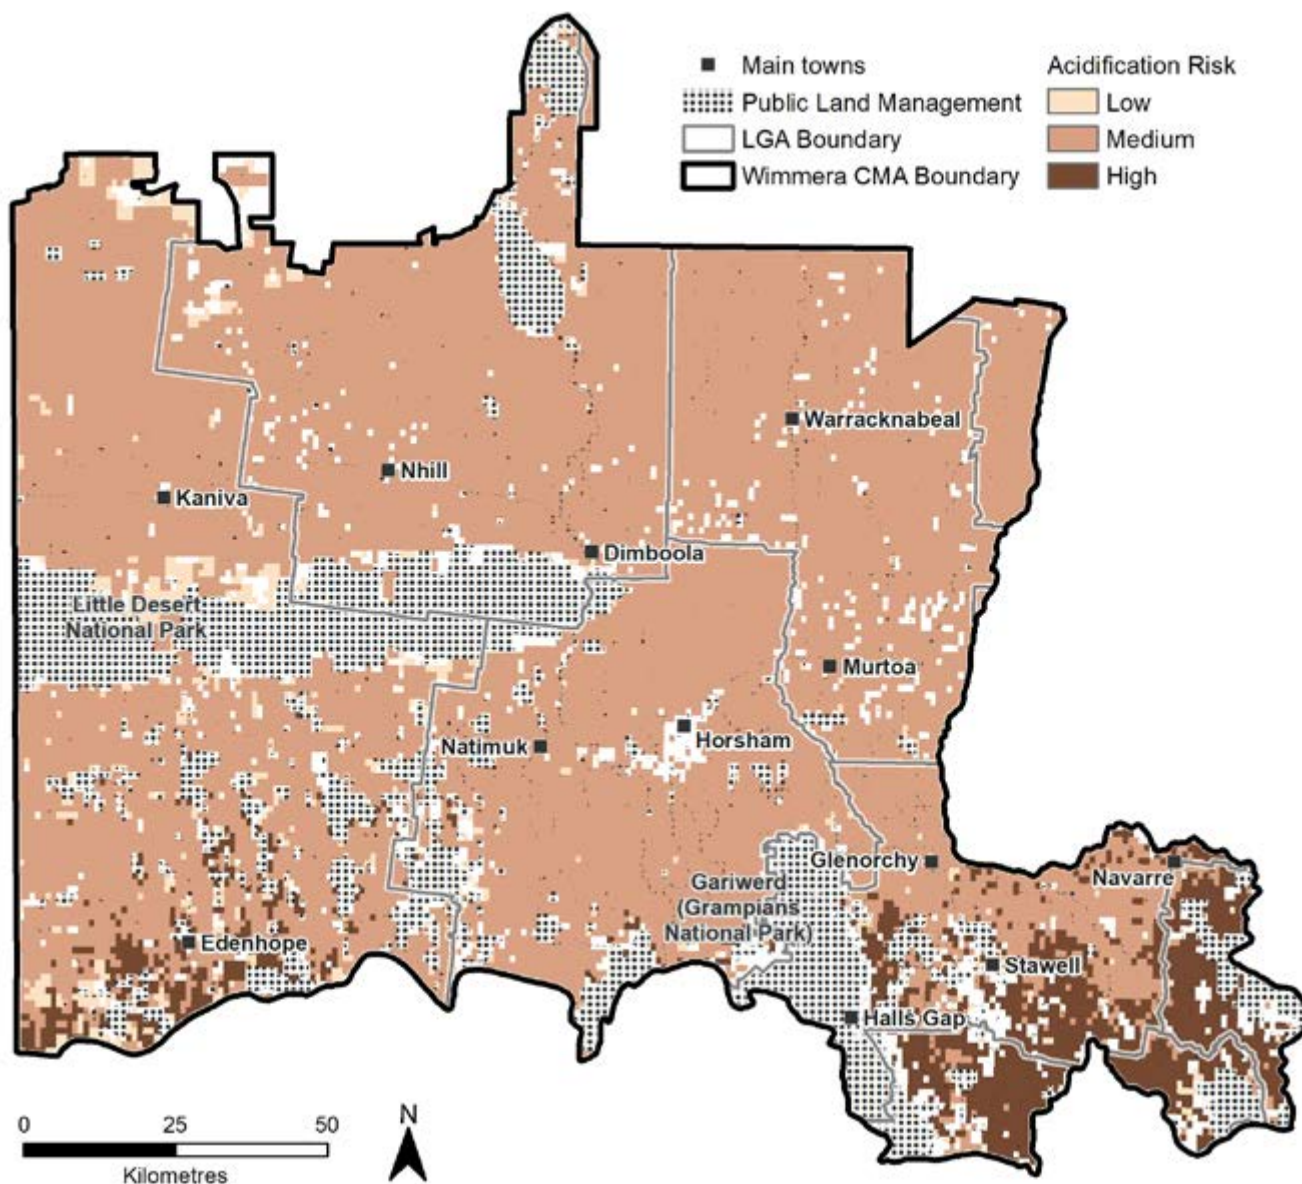 Main towns
Public Land Management
LGA Boundary
Wimmera CMA Boundary
Acidification Risk
Low
Medium
High
Warracknabeal
Nhill
Kaniva
Dimboola
Little Desert
National Park
Murtoa
Horsham
Natimuk
Glenorchy
Navarre
Gariwerd
(Grampians
National Park)
Edenhope
Stawell
Halls Gap
0 25 50
Kilometres
N